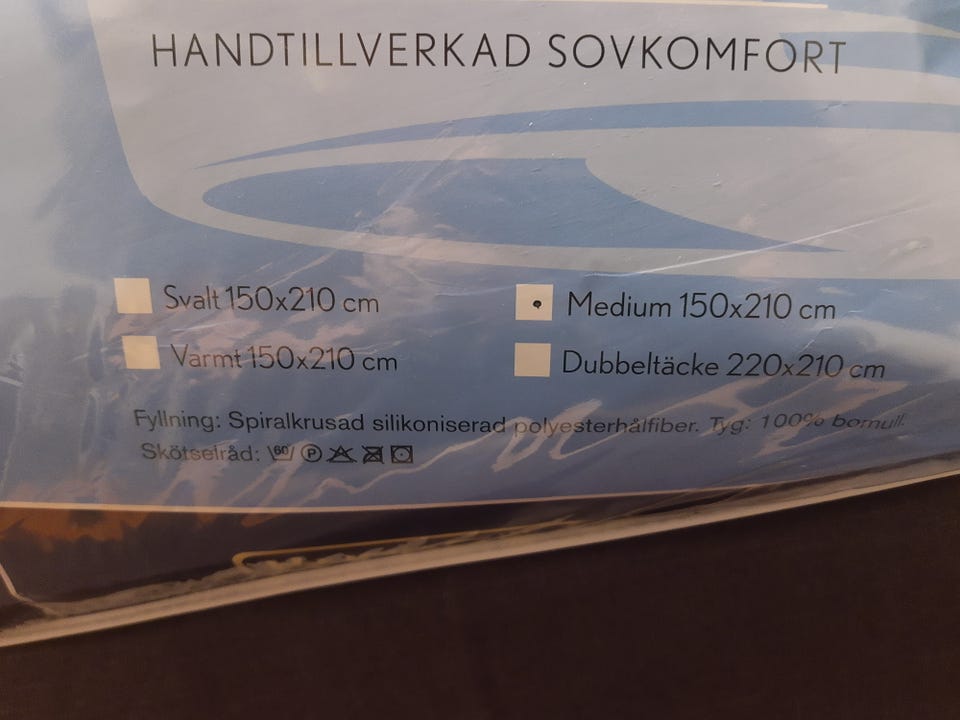 HANDTILLVERKAD SOVKOMFORT
Svalt 150x210 cm
Medium 150x210 cm
Varmt 150x210 cm
Dubbeltäcke 220x210 cm
Fyllning: Spiralkrusad silikoniserad polyesterhålfiber. Tyg: 100% bomull.
Skötselråd: 60 P